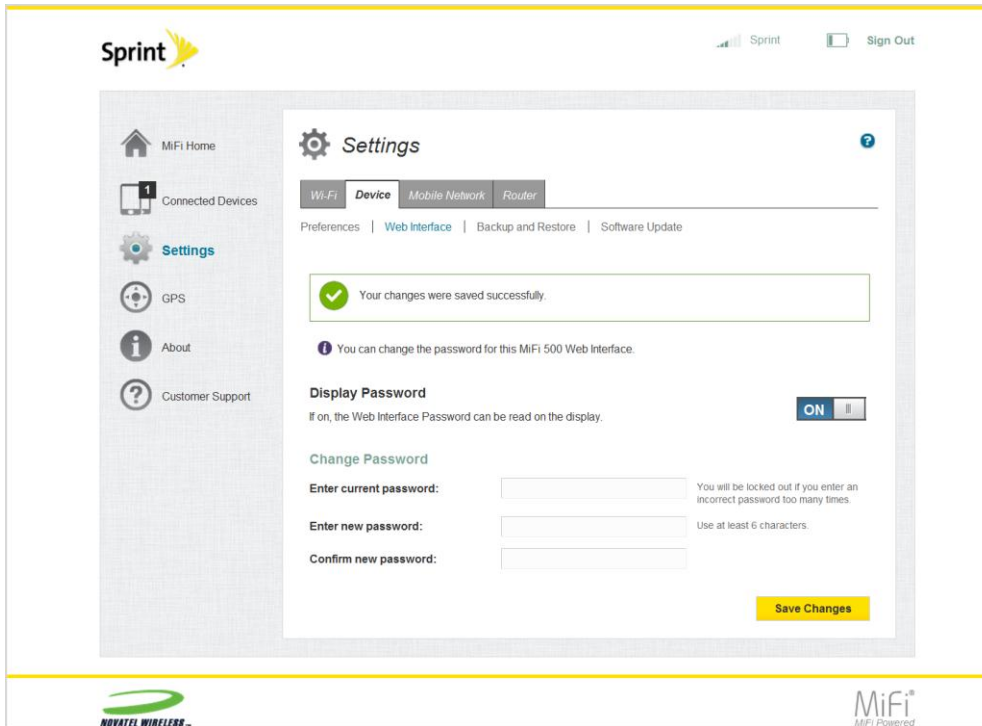 Sprint
Sprint
Sign Out
MiFi Home
1
Connected Devices
Settings
GPS
About
Customer Support
Settings
?
Wi-Fi
Device
Mobile Network
Router
Preferences | Web Interface | Backup and Restore | Software Update
Your changes were saved successfully.
You can change the password for this MiFi 500 Web Interface.
Display Password
If on, the Web Interface Password can be read on the display.
ON
Change Password
Enter current password:
You will be locked out if you enter an
incorrect password too many times.
Enter new password:
Use at least 6 characters.
Confirm new password:
Save Changes
NOVATEL WIRELESS
MiFi®
MiFi Powered